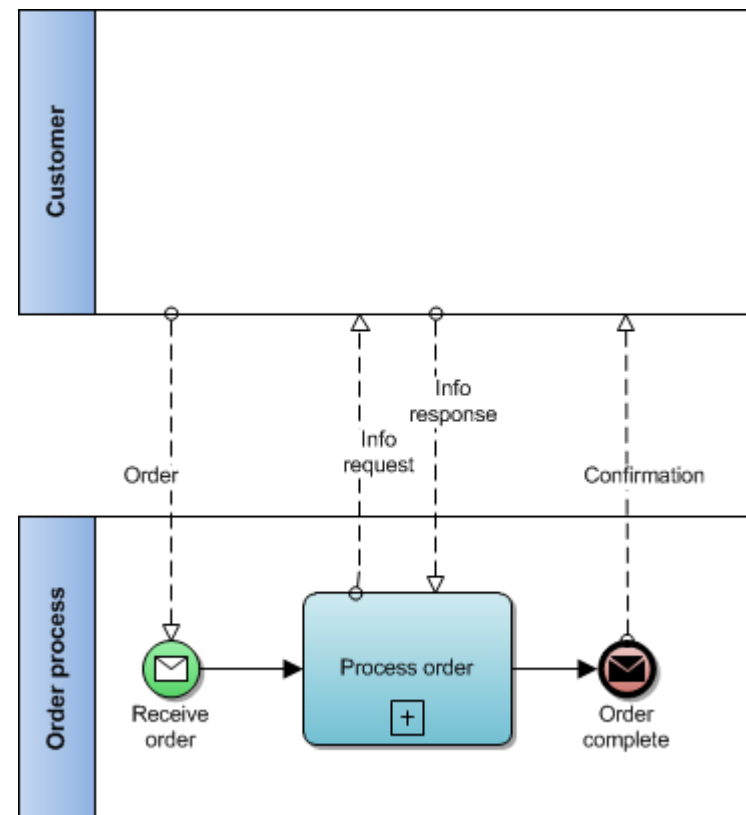 Customer
Info
response
Info
request
Order
Confirmation
Order process
Process order
Receive
order
Order
complete